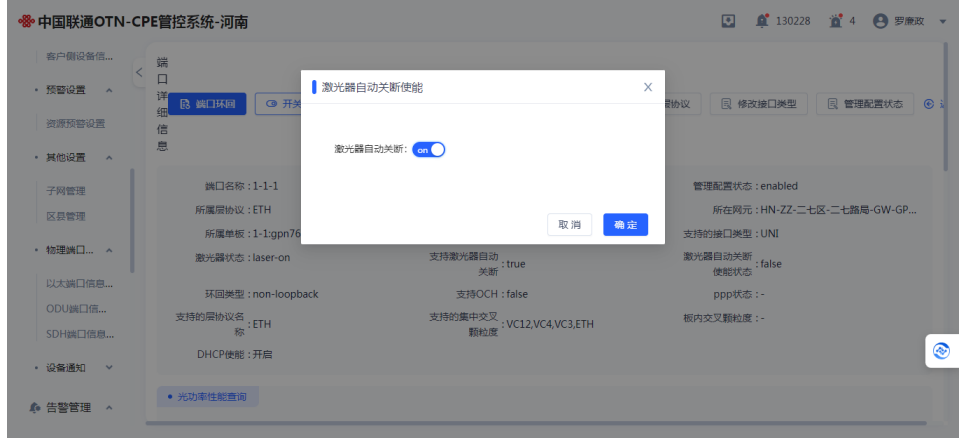 中国联通OTN-CPE管控系统-河南
130228
4
罗赓政
客户侧设备信...
预警设置
资源预警设置
其他设置
子网管理
区县管理
物理端口...
以太端口信息...
ODU端口信...
SDH端口信息...
设备通知
告警管理
端口详细信息
端口环回
开关
层协议
修改接口类型
管理配置状态
激光器自动关断使能
激光器自动关断: on
取消
确定
端口名称 : 1-1-1
管理配置状态 : enabled
所属层协议 : ETH
所在网元 : HN-ZZ-二七区-二七路局-GW-GP...
所属单板 : 1-1:gpn76
支持的接口类型 : UNI
激光器状态 : laser-on
支持激光器自动关断 : true
激光器自动关断使能状态 : false
环回类型 : non-loopback
支持OCH : false
ppp状态 : -
支持的层协议名称 : ETH
支持的集中交叉颗粒度 : VC12,VC4,VC3,ETH
板内交叉颗粒度 : -
DHCP使能 : 开启
光功率性能查询